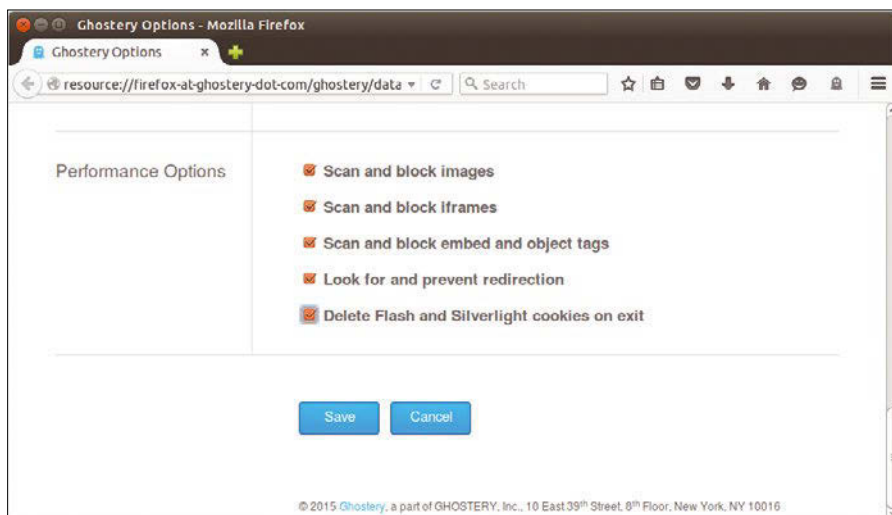 Ghostery Options - Mozilla Firefox
Ghostery Options
resource://firefox-at-ghostery-dot-com/ghostery/data
Search
Performance Options
Scan and block images
Scan and block iframes
Scan and block embed and object tags
Look for and prevent redirection
Delete Flash and Silverlight cookies on exit
Save
Cancel
© 2015 Ghostery, a part of GHOSTERY, Inc., 10 East 39th Street, 8th Floor, New York, NY 10016